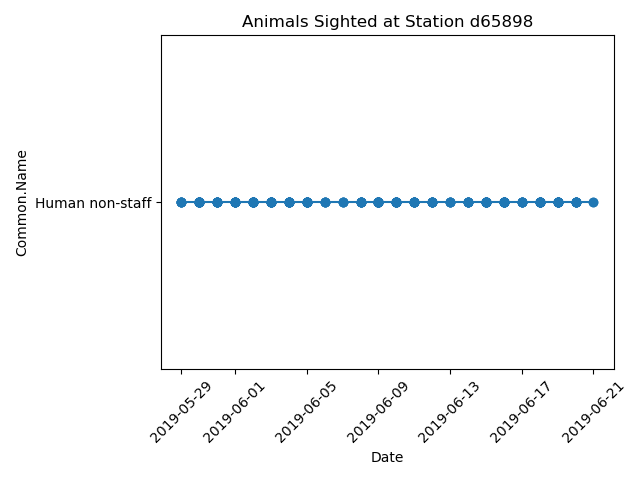 Animals Sighted at Station d65898
Common.Name
Human non-staff
2019-05-29
2019-06-01
2019-06-05
2019-06-09
2019-06-13
2019-06-17
2019-06-21
Date